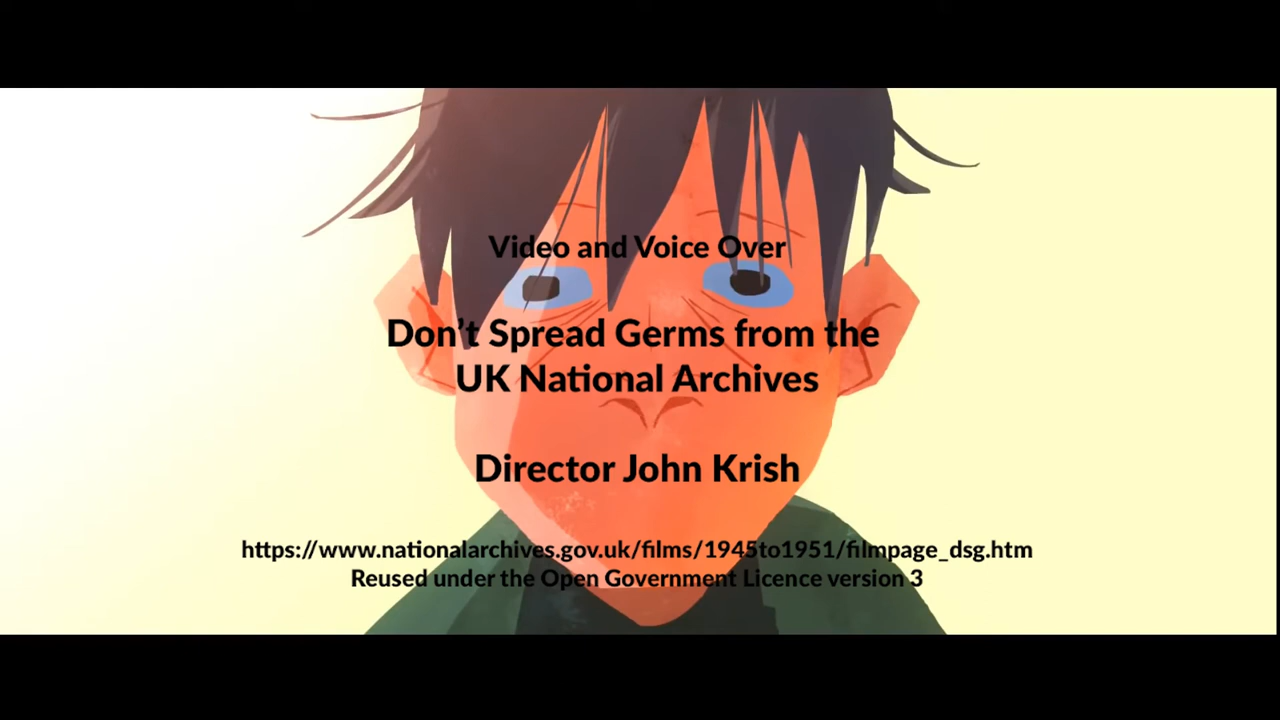 Video and Voice Over
Don’t Spread Germs from the
UK National Archives
Director John Krish
https://www.nationalarchives.gov.uk/films/1945to1951/filmpage_dsg.htm
Reused under the Open Government Licence version 3